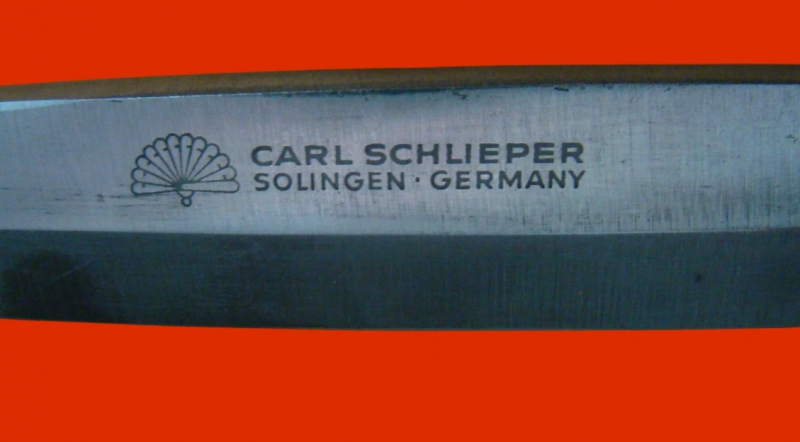 CARL SCHLIEPER
SOLINGEN · GERMANY